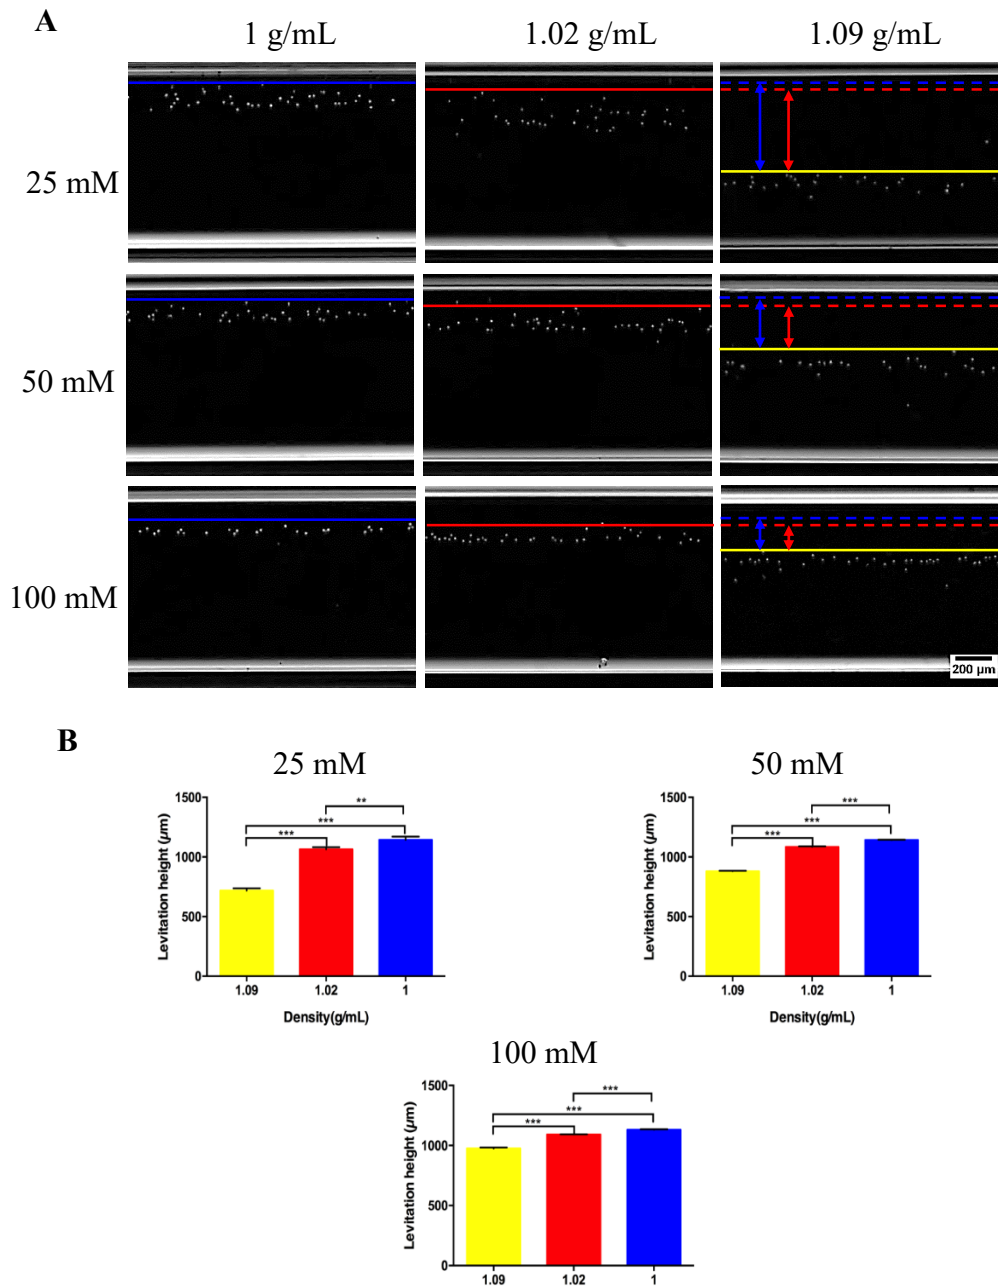 A
1 g/mL 1.02 g/mL 1.09 g/mL
25 mM
50 mM
100 mM
200 µm
B
25 mM
1500
1000
500
0
Levitation height (µm)
***
***
**
1.09 1.02 1
Density(g/mL)
50 mM
1500
1000
500
0
Levitation height (µm)
***
***
***
1.09 1.02 1
Density(g/mL)
100 mM
1500
1000
500
0
Levitation height (µm)
***
***
***
1.09 1.02 1